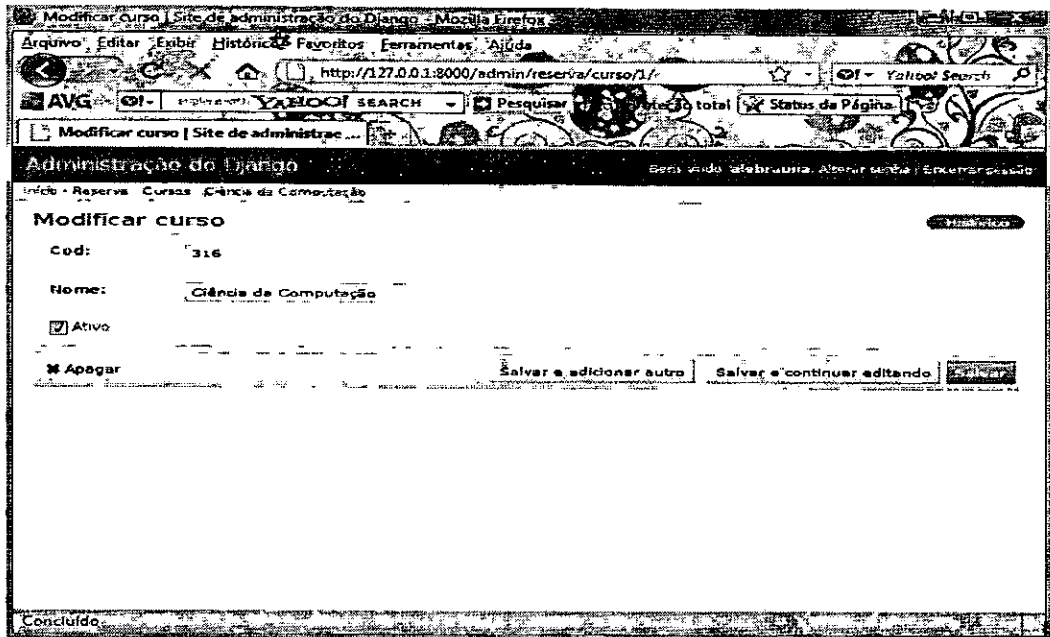 Modificar curso | Site de administração do Django - Mozilla Firefox
Arquivo Editar Exibir Histórico Favoritos Ferramentas Ajuda
http://127.0.0.1:8000/admin/reserva/curso/1/ Yahoo! Search
AVG YAHOO! SEARCH Pesquisar total Status da Página
Modificar curso | Site de administrac ...
Administração do Django
Bem vindo, Alterar senha / Encerrar sessão
Início Reserva Cursos Ciência da Computação
Modificar curso
Histórico
Cod: 316
Nome: Ciência da Computação
Ativo
Apagar Salvar e adicionar outro Salvar e continuar editando
Concluído